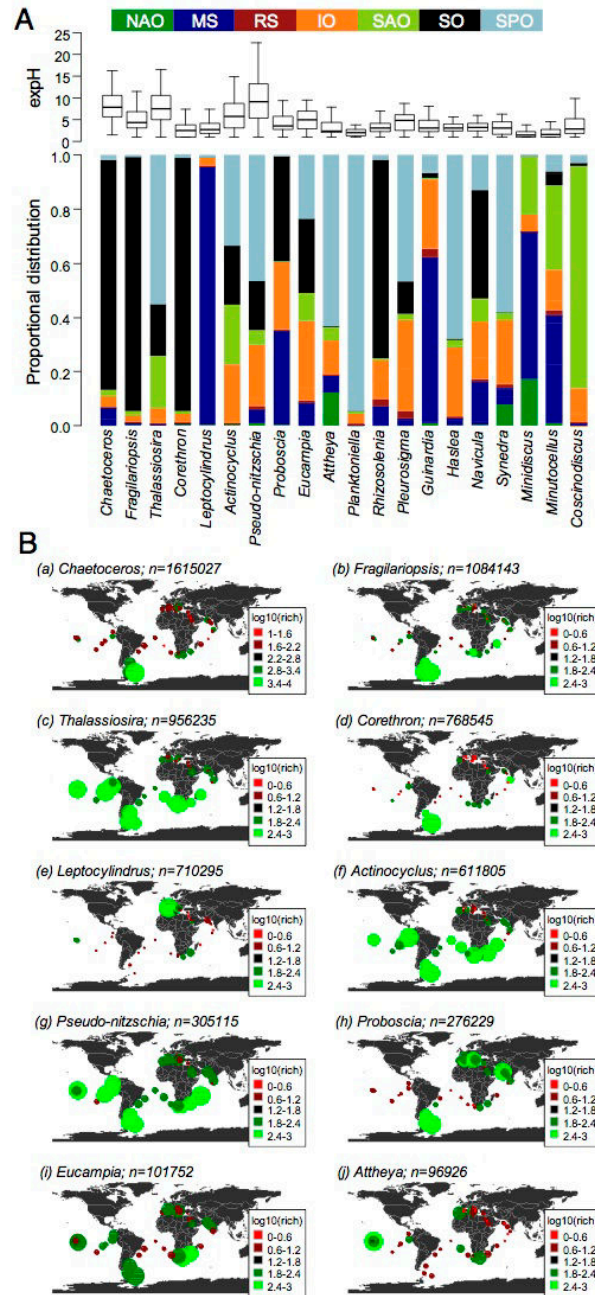 A
NAO MS RS IO SAO SO SPO
expH
25
20
15
10
5
0
Proportional distribution
1.0
0.8
0.6
0.4
0.2
0.0
Chaetoceros
Fragilariopsis
Thalassiosira
Corethron
Leptocylindrus
Actinocyclus
Pseudo-nitzschia
Proboscia
Eucampia
Attheya
Planktoniella
Rhizosolenia
Pleurosigma
Guinardia
Haslea
Navicula
Synedra
Minidiscus
Minutocellus
Coscinodiscus
B
(a) Chaetoceros; n=1615027
log10(rich)
1-1.6
1.6-2.2
2.2-2.8
2.8-3.4
3.4-4
(b) Fragilariopsis; n=1084143
log10(rich)
0-0.6
0.6-1.2
1.2-1.8
1.8-2.4
2.4-3
(c) Thalassiosira; n=956235
log10(rich)
0-0.6
0.6-1.2
1.2-1.8
1.8-2.4
2.4-3
(d) Corethron; n=768545
log10(rich)
0-0.6
0.6-1.2
1.2-1.8
1.8-2.4
2.4-3
(e) Leptocylindrus; n=710295
log10(rich)
0-0.6
0.6-1.2
1.2-1.8
1.8-2.4
2.4-3
(f) Actinocyclus; n=611805
log10(rich)
0-0.6
0.6-1.2
1.2-1.8
1.8-2.4
2.4-3
(g) Pseudo-nitzschia; n=305115
log10(rich)
0-0.6
0.6-1.2
1.2-1.8
1.8-2.4
2.4-3
(h) Proboscia; n=276229
log10(rich)
0-0.6
0.6-1.2
1.2-1.8
1.8-2.4
2.4-3
(i) Eucampia; n=101752
log10(rich)
0-0.6
0.6-1.2
1.2-1.8
1.8-2.4
2.4-3
(j) Attheya; n=96926
log10(rich)
0-0.6
0.6-1.2
1.2-1.8
1.8-2.4
2.4-3